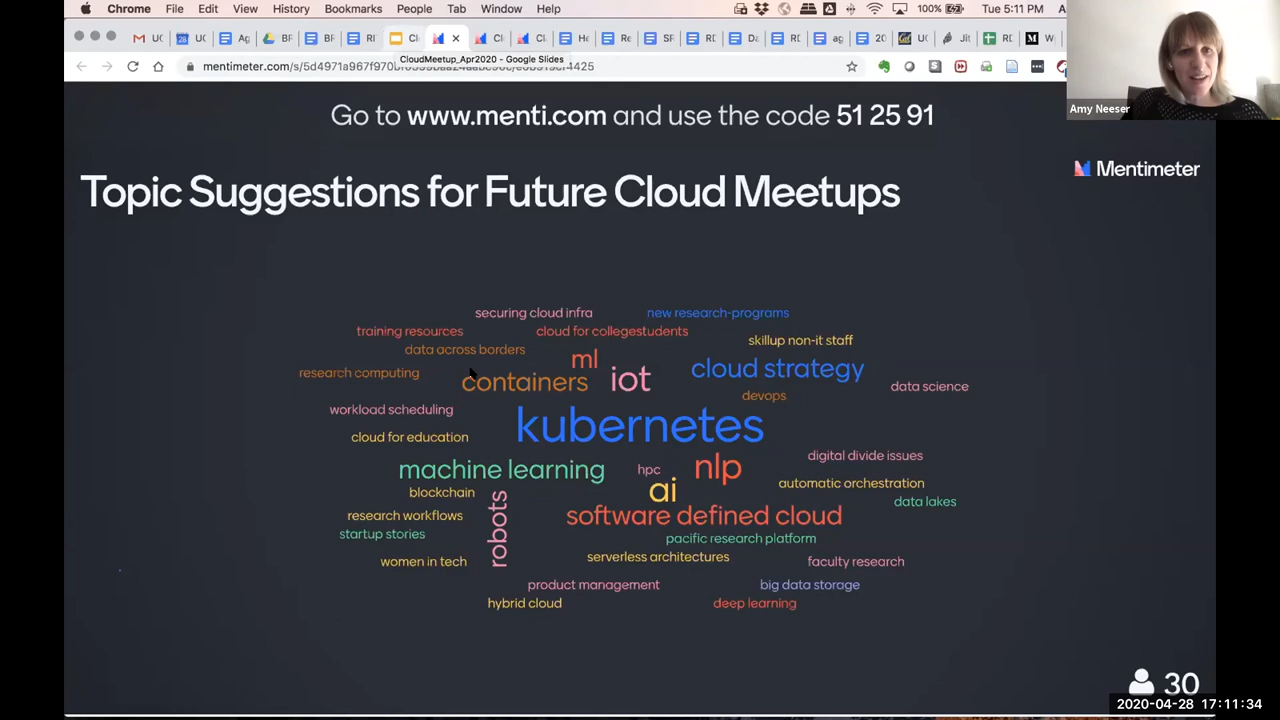 Chrome File Edit View History Bookmarks People Tab Window Help 100% Tue 5:11 PM
CloudMeetup_Apr2020 - Google Slides
Amy Neeser
Go to www.menti.com and use the code 51 25 91
Mentimeter
Topic Suggestions for Future Cloud Meetups
securing cloud infra new research-programs
training resources cloud for collegestudents
skillup non-it staff
data across borders
ml
research computing containers iot cloud strategy
data science
devops
workload scheduling
kubernetes
cloud for education
digital divide issues
machine learning hpc nlp
automatic orchestration
blockchain ai
data lakes
research workflows robots software defined cloud
startup stories pacific research platform
women in tech serverless architectures faculty research
product management big data storage
hybrid cloud deep learning
30
2020-04-28 17:11:34